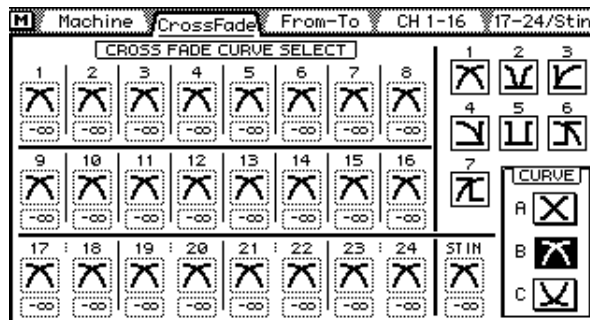 M Machine CrossFade From-To CH 1-16 17-24/Stin
CROSS FADE CURVE SELECT
1 2 3 4 5 6 7 8
-∞ -∞ -∞ -∞ -∞ -∞ -∞ -∞
9 10 11 12 13 14 15 16
-∞ -∞ -∞ -∞ -∞ -∞ -∞ -∞
17 : 18 19 : 20 21 : 22 23 : 24 ST IN
-∞ -∞ -∞ -∞ -∞ -∞ -∞ -∞ -∞
1 2 3
4 5 6
7
CURVE
A
B
C